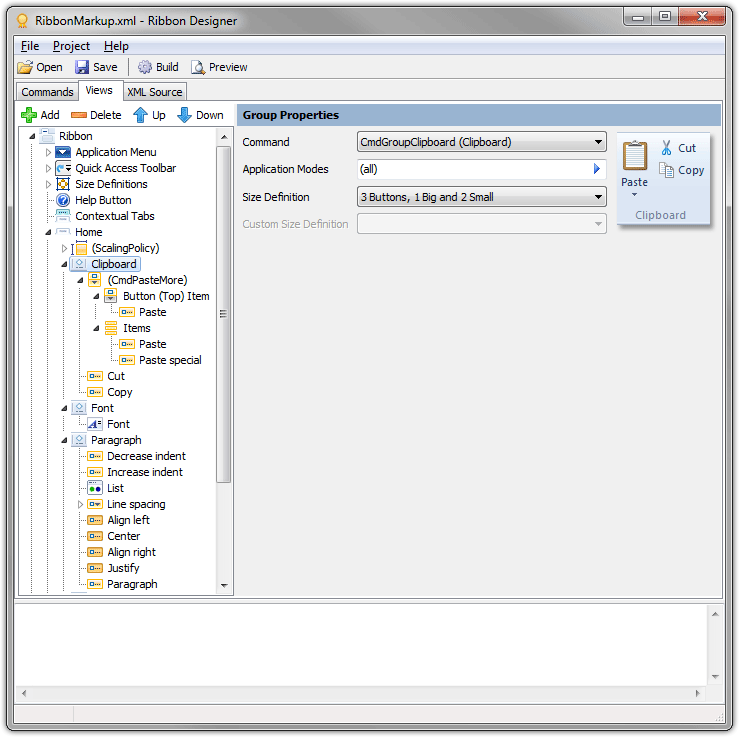 RibbonMarkup.xml - Ribbon Designer
File Project Help
Open Save Build Preview
Commands Views XML Source
Add Delete Up Down
Ribbon
Application Menu
Quick Access Toolbar
Size Definitions
Help Button
Contextual Tabs
Home
(ScalingPolicy)
Clipboard
(CmdPasteMore)
Button (Top) Item
Paste
Items
Paste
Paste special
Cut
Copy
Font
Font
Paragraph
Decrease indent
Increase indent
List
Line spacing
Align left
Center
Align right
Justify
Paragraph
Group Properties
Command CmdGroupClipboard (Clipboard)
Application Modes (all)
Size Definition 3 Buttons, 1 Big and 2 Small
Custom Size Definition
Cut
Copy
Paste
Clipboard